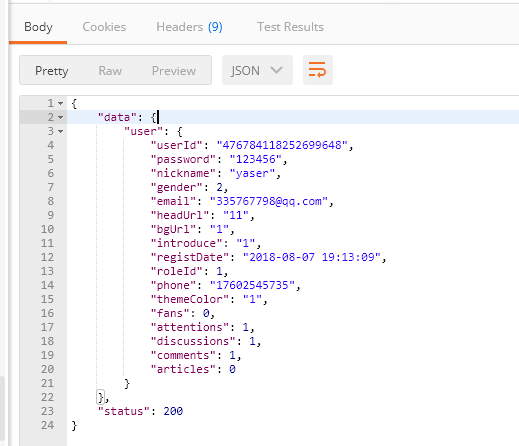 Body Cookies Headers (9) Test Results
Pretty Raw Preview JSON
1 {
2 "data": {
3 "user": {
4 "userId": "476784118252699648",
5 "password": "123456",
6 "nickname": "yaser",
7 "gender": 2,
8 "email": "335767798@qq.com",
9 "headUrl": "11",
10 "bgUrl": "1",
11 "introduce": "1",
12 "registDate": "2018-08-07 19:13:09",
13 "roleId": 1,
14 "phone": "17602545735",
15 "themeColor": "1",
16 "fans": 0,
17 "attentions": 1,
18 "discussions": 1,
19 "comments": 1,
20 "articles": 0
21 }
22 },
23 "status": 200
24 }